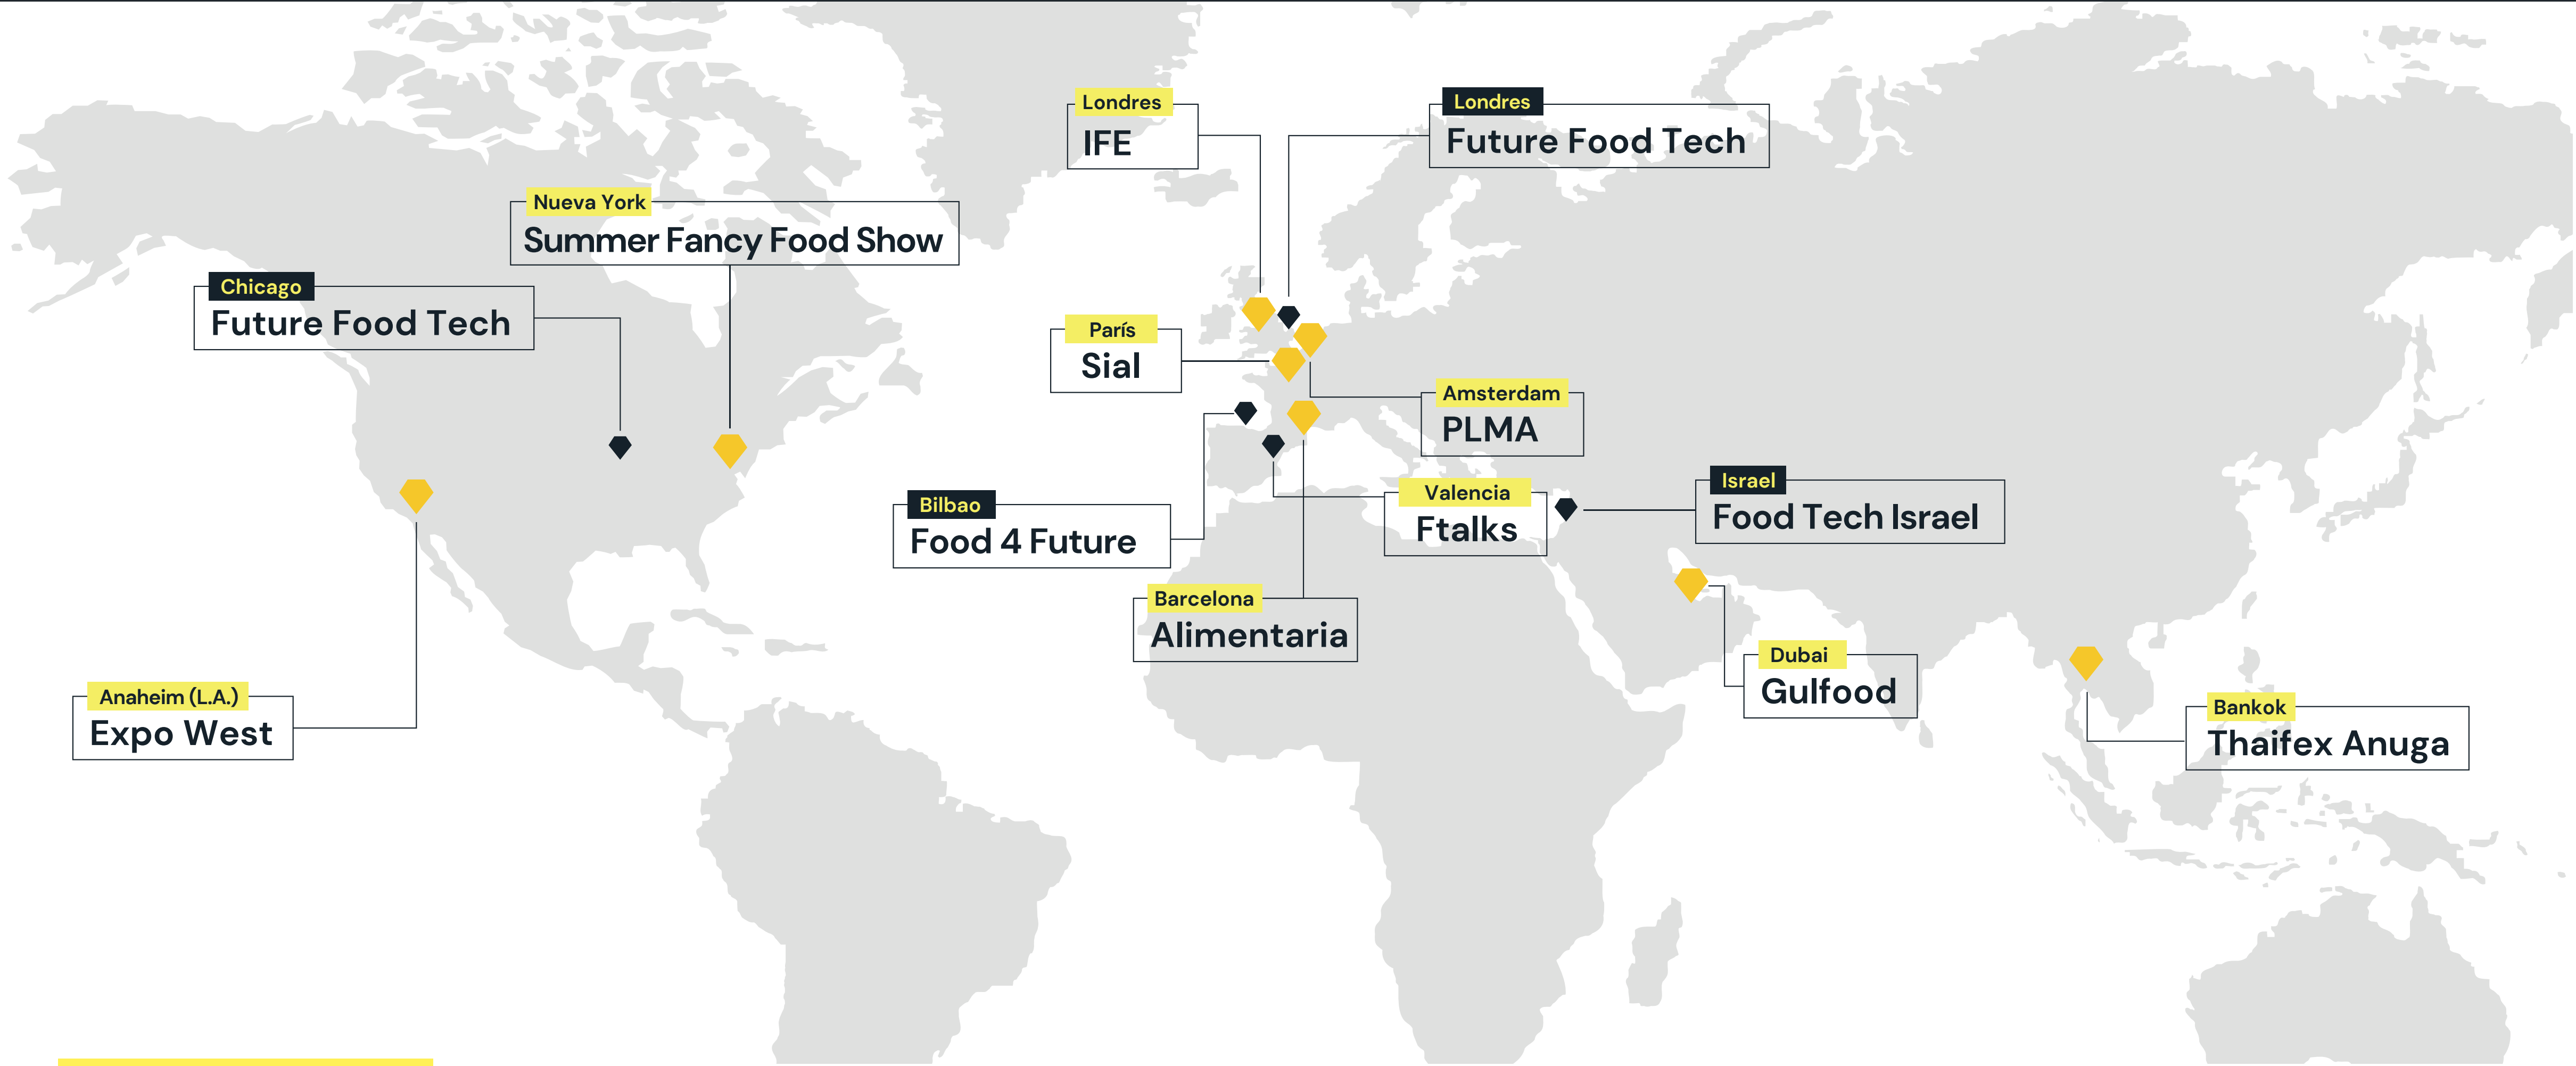 Londres
IFE
Londres
Future Food Tech
Nueva York
Summer Fancy Food Show
Chicago
Future Food Tech
París
Sial
Amsterdam
PLMA
Bilbao
Food 4 Future
Valencia
Ftalks
Israel
Food Tech Israel
Barcelona
Alimentaria
Dubai
Gulfood
Anaheim (L.A.)
Expo West
Bankok
Thaifex Anuga